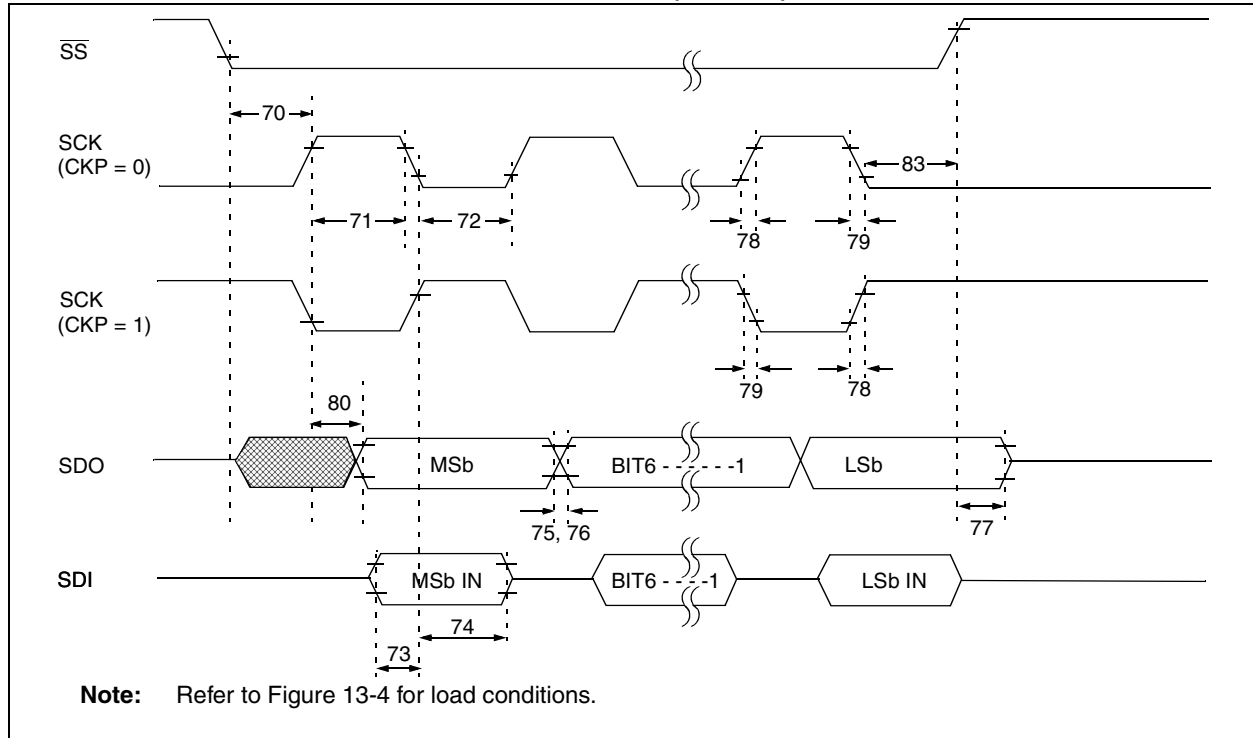 SS
70
SCK
(CKP = 0)
83
71
72
78
79
SCK
(CKP = 1)
79
78
80
SDO
MSb
BIT6 - - - - - -1
LSb
75, 76
77
SDI
MSb IN
BIT6 - - - - -1
LSb IN
74
73
Note: Refer to Figure 13-4 for load conditions.